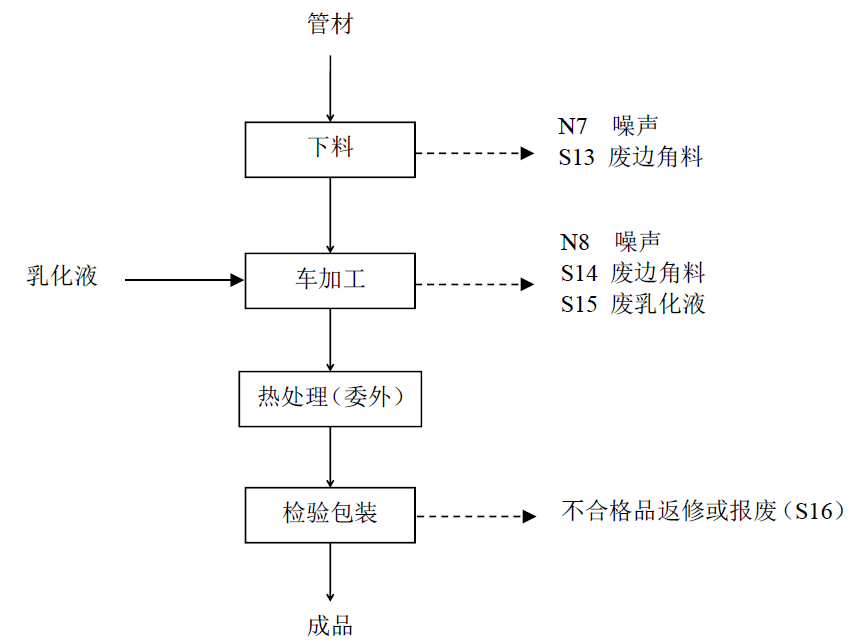 管材
下料
N7 噪声
S13 废边角料
乳化液
车加工
N8 噪声
S14 废边角料
S15 废乳化液
热处理（委外）
检验包装
不合格品返修或报废（S16）
成品